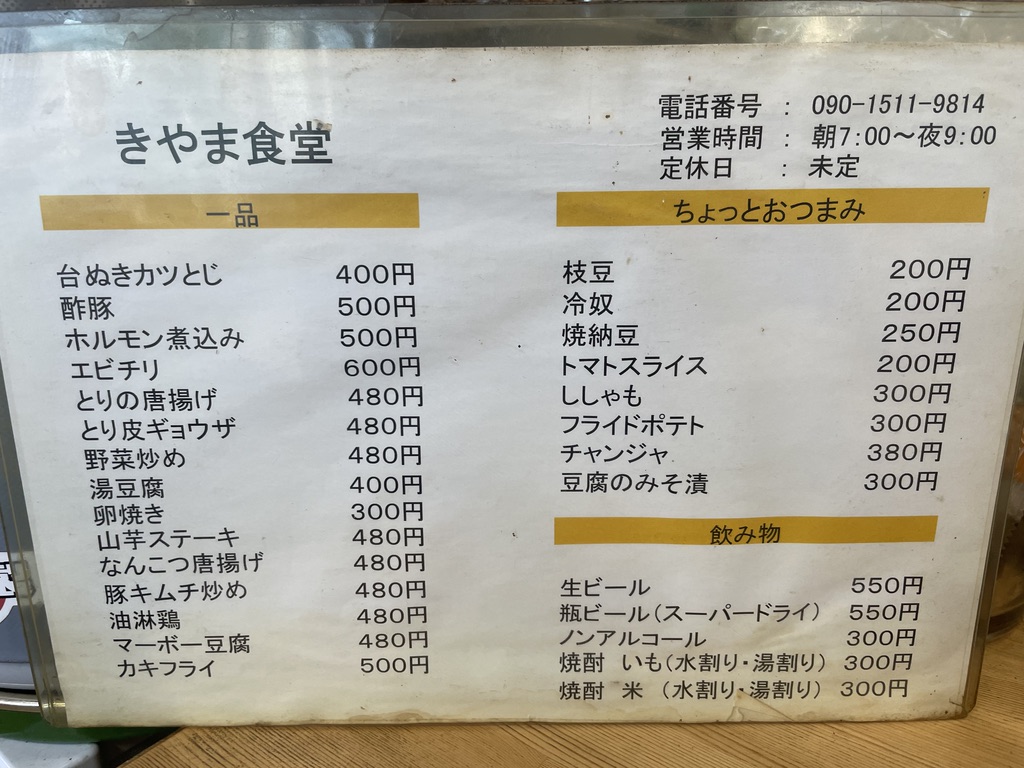 きやま食堂
電話番号 : 090-1511-9814
営業時間 : 朝7:00〜夜9:00
定休日 : 未定
一品
台ぬきカツとじ 400円
酢豚 500円
ホルモン煮込み 500円
エビチリ 600円
とりの唐揚げ 480円
とり皮ギョウザ 480円
野菜炒め 480円
湯豆腐 400円
卵焼き 300円
山芋ステーキ 480円
なんこつ唐揚げ 480円
豚キムチ炒め 480円
油淋鶏 480円
マーボー豆腐 480円
カキフライ 500円
ちょっとおつまみ
枝豆 200円
冷奴 200円
焼納豆 250円
トマトスライス 200円
ししゃも 300円
フライドポテト 300円
チャンジャ 380円
豆腐のみそ漬 300円
飲み物
生ビール 550円
瓶ビール(スーパードライ) 550円
ノンアルコール 300円
焼酎 いも(水割り・湯割り) 300円
焼酎 米 (水割り・湯割り) 300円